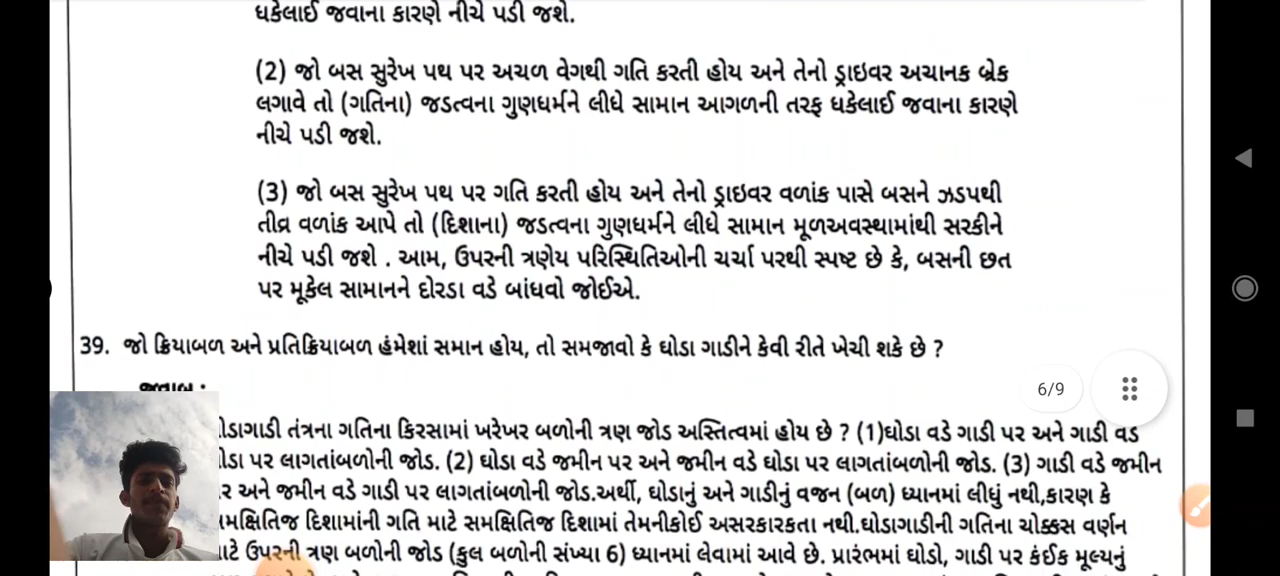 ધકેલાઈ જવાના કારણે નીચે પડી જશે.
(2) જો બસ સુરેખ પથ પર અચળ વેગથી ગતિ કરતી હોય અને તેનો ડ્રાઇવર અચાનક બ્રેક
લગાવે તો (ગતિના) જડત્વના ગુણધર્મને લીધે સામાન આગળની તરફ ધકેલાઈ જવાના કારણે
નીચે પડી જશે.
(3) જો બસ સુરેખ પથ પર ગતિ કરતી હોય અને તેનો ડ્રાઇવર વળાંક પાસે બસને ઝડપથી
તીવ્ર વળાંક આપે તો (દિશાના) જડત્વના ગુણધર્મને લીધે સામાન મૂળઅવસ્થામાંથી સરકીને
નીચે પડી જશે . આમ, ઉપરની ત્રણેય પરિસ્થિતિઓની ચર્ચા પરથી સ્પષ્ટ છે કે, બસની છત
પર મૂકેલ સામાનને દોરડા વડે બાંધવો જોઈએ.
39. જો ક્રિયાબળ અને પ્રતિક્રિયાબળ હંમેશાં સમાન હોય, તો સમજાવો કે ઘોડા ગાડીને કેવી રીતે ખેચી શકે છે ?
જવાબ :
6/9
તંત્રના ગતિના કિરસામાં ખરેખર બળોની ત્રણ જોડ અસ્તિત્વમાં હોય છે ? (1)ઘોડા વડે ગાડી પર અને ગાડી વડે
પર લાગતાંબળોની જોડ. (2) ઘોડા વડે જમીન પર અને જમીન વડે ઘોડા પર લાગતાંબળોની જોડ. (3) ગાડી વડે જમીન
અને જમીન વડે ગાડી પર લાગતાંબળોની જોડ.અર્થી, ઘોડાનું અને ગાડીનું વજન (બળ) ધ્યાનમાં લીધું નથી,કારણ કે
દિશામાંની ગતિ માટે સમક્ષિતિજ દિશામાં તેમનીકોઈ અસરકારકતા નથી.ઘોડાગાડીની ગતિના ચોક્કસ વર્ણન
ઉપરની ત્રણ બળોની જોડ (કુલ બળોની સંખ્યા 6) ધ્યાનમાં લેવામાં આવે છે. પ્રારંભમાં ઘોડો, ગાડી પર કંઈક મૂલ્યનું